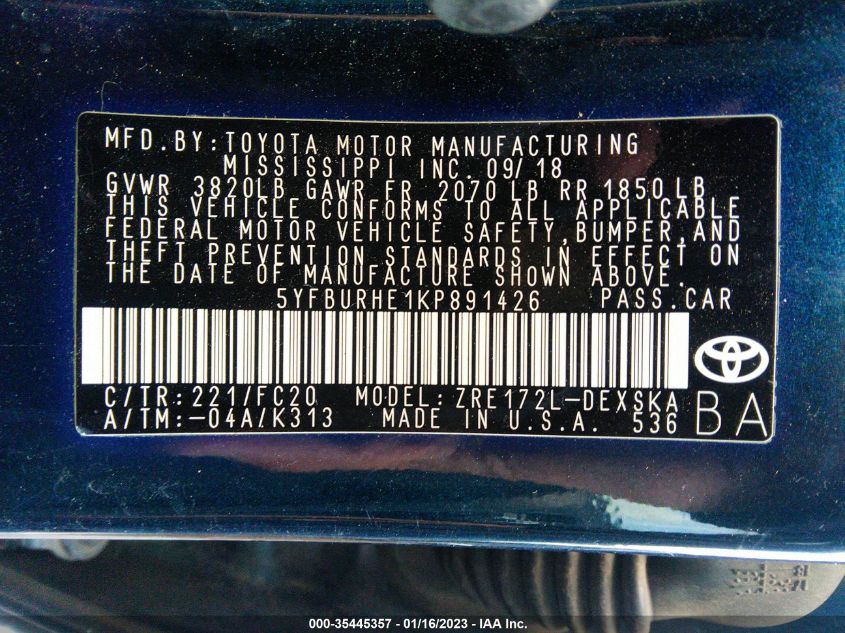 MFD.BY:TOYOTA MOTOR MANUFACTURING
MISSISSIPPI INC. 09/18
GVWR 3820LB GAWR FR 2070 LB RR 1850LB
THIS VEHICLE CONFORMS TO ALL APPLICABLE
FEDERAL MOTOR VEHICLE SAFETY,BUMPER,AND
THEFT PREVENTION STANDARDS IN EFFECT ON
THE DATE OF MANUFACTURE SHOWN ABOVE.
5YFBURHE1KP891426 PASS.CAR
C/TR:221/FC20 MODEL:ZRE172L-DEXSKA
A/TM:-04A/K313 MADE IN U.S.A. 536
BA
000-35445357 - 01/16/2023 - IAA Inc.